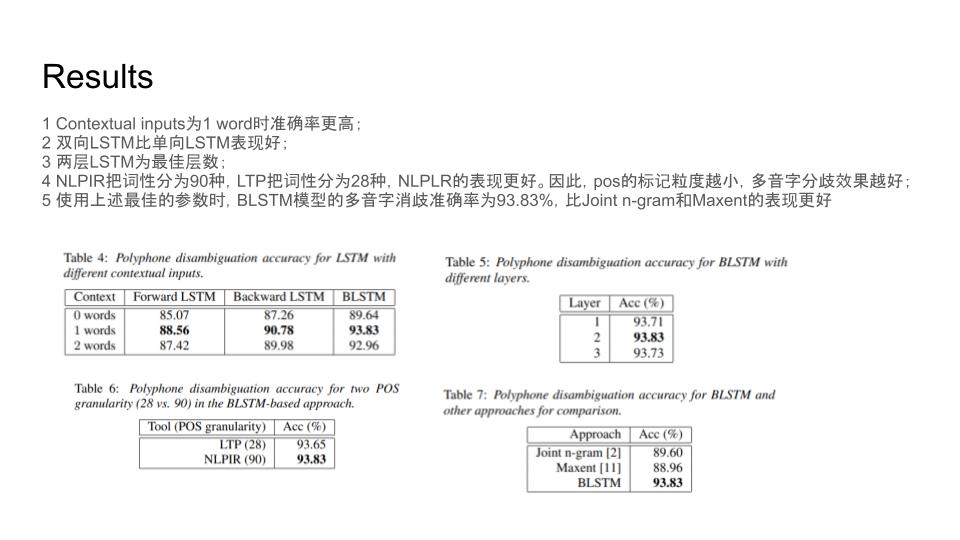 Results
1 Contextual inputs为1 word时准确率更高；
2 双向LSTM比单向LSTM表现好；
3 两层LSTM为最佳层数；
4 NLPIR把词性分为90种，LTP把词性分为28种，NLPLR的表现更好。因此，pos的标记粒度越小，多音字分歧效果越好；
5 使用上述最佳的参数时，BLSTM模型的多音字消歧准确率为93.83%，比Joint n-gram和Maxent的表现更好
Table 4: Polyphone disambiguation accuracy for LSTM with
different contextual inputs.
Context Forward LSTM Backward LSTM BLSTM
0 words 85.07 87.26 89.64
1 words 88.56 90.78 93.83
2 words 87.42 89.98 92.96
Table 5: Polyphone disambiguation accuracy for BLSTM with
different layers.
Layer Acc (%)
1 93.71
2 93.83
3 93.73
Table 6: Polyphone disambiguation accuracy for two POS
granularity (28 vs. 90) in the BLSTM-based approach.
Tool (POS granularity) Acc (%)
LTP (28) 93.65
NLPIR (90) 93.83
Table 7: Polyphone disambiguation accuracy for BLSTM and
other approaches for comparison.
Approach Acc (%)
Joint n-gram [2] 89.60
Maxent [11] 88.96
BLSTM 93.83